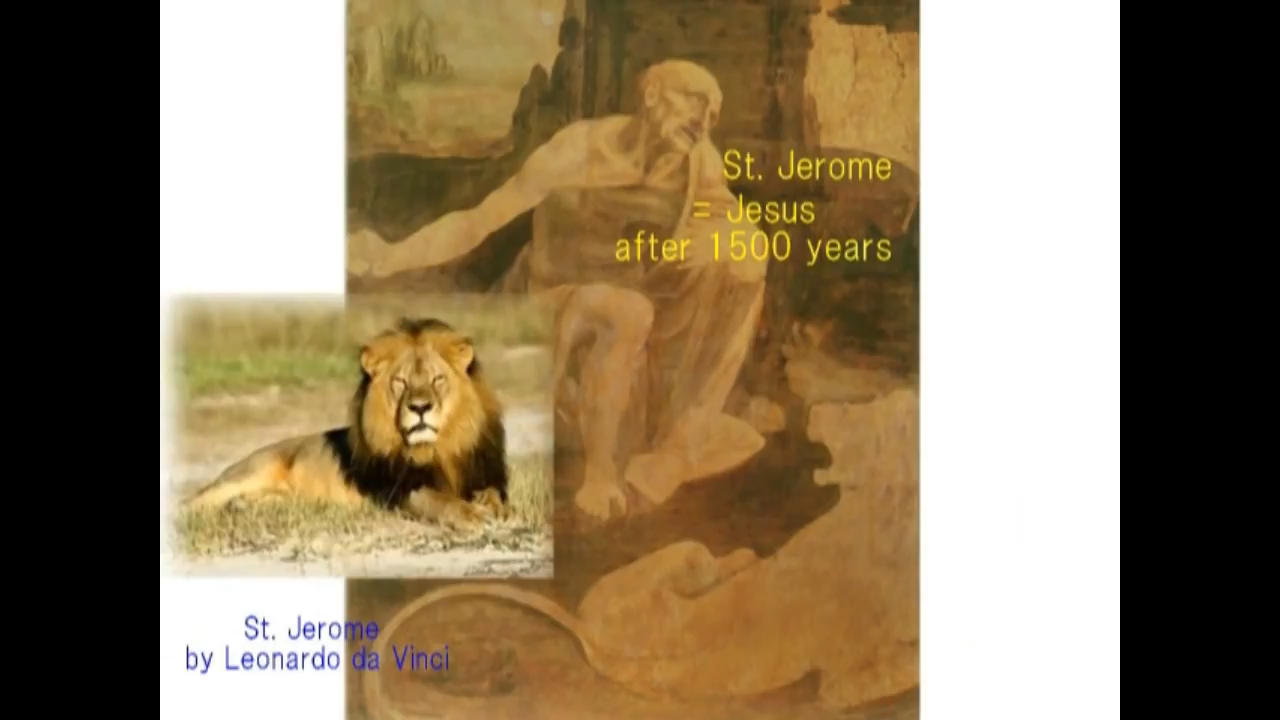 St. Jerome
= Jesus
after 1500 years
St. Jerome
by Leonardo da Vinci